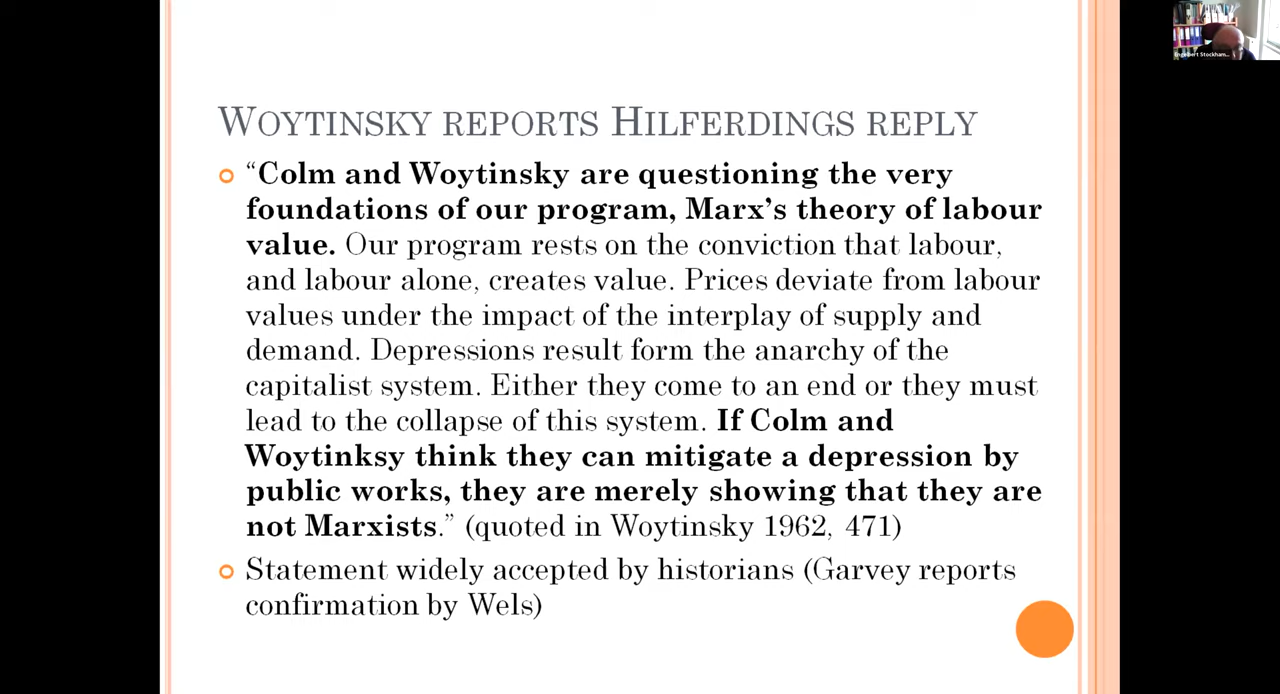 WOYTINSKY REPORTS HILFERDINGS REPLY
“Colm and Woytinsky are questioning the very
foundations of our program, Marx’s theory of labour
value. Our program rests on the conviction that labour,
and labour alone, creates value. Prices deviate from labour
values under the impact of the interplay of supply and
demand. Depressions result form the anarchy of the
capitalist system. Either they come to an end or they must
lead to the collapse of this system. If Colm and
Woytinksy think they can mitigate a depression by
public works, they are merely showing that they are
not Marxists.” (quoted in Woytinsky 1962, 471)
Statement widely accepted by historians (Garvey reports
confirmation by Wels)
Engelbert Stockham...